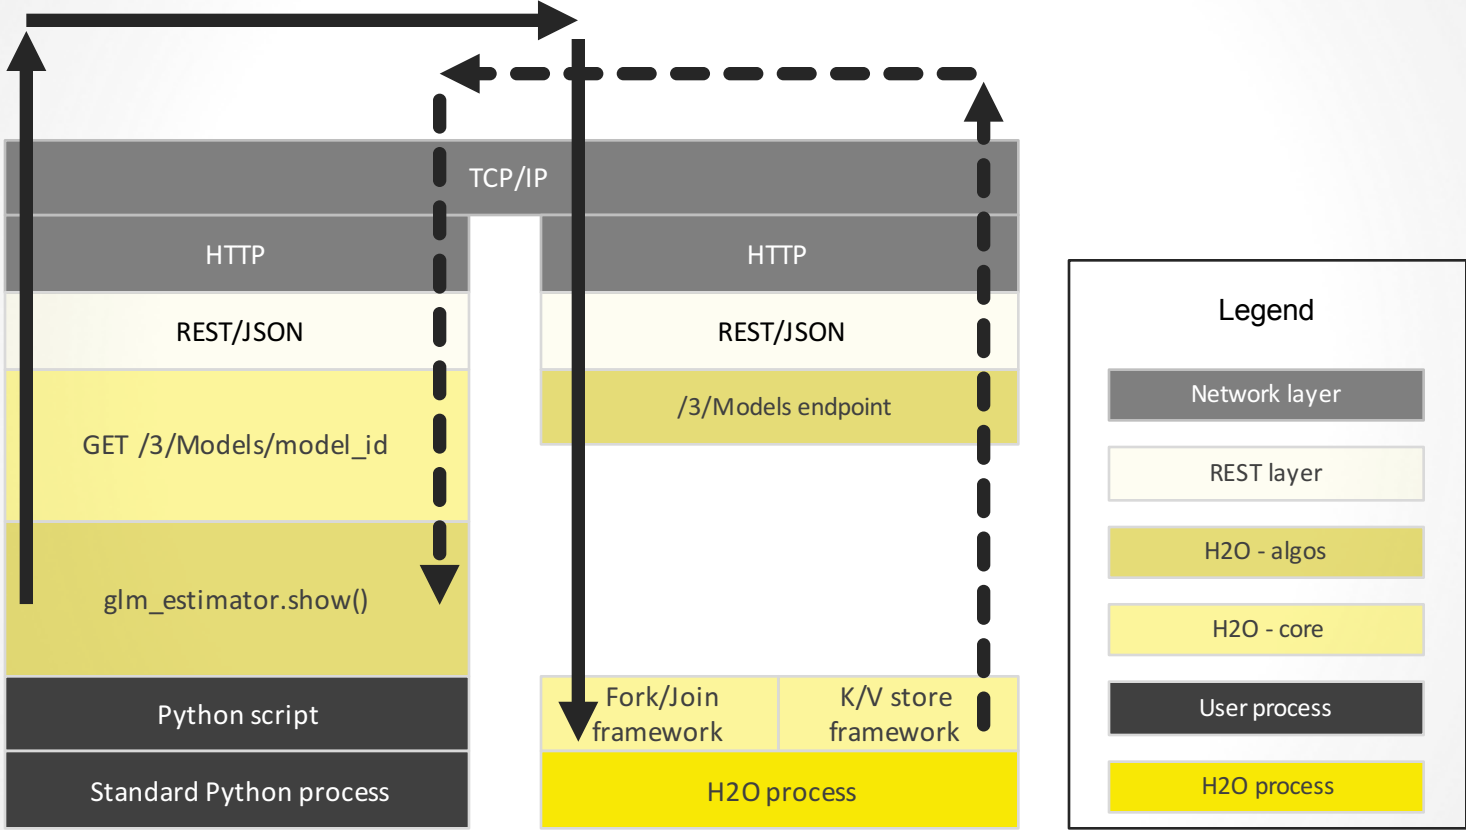 TCP/IP
HTTP
HTTP
REST/JSON
REST/JSON
GET /3/Models/model_id
/3/Models endpoint
glm_estimator.show()
Python script
Standard Python process
Fork/Join
framework
K/V store
framework
H2O process
Legend
Network layer
REST layer
H2O - algos
H2O - core
User process
H2O process